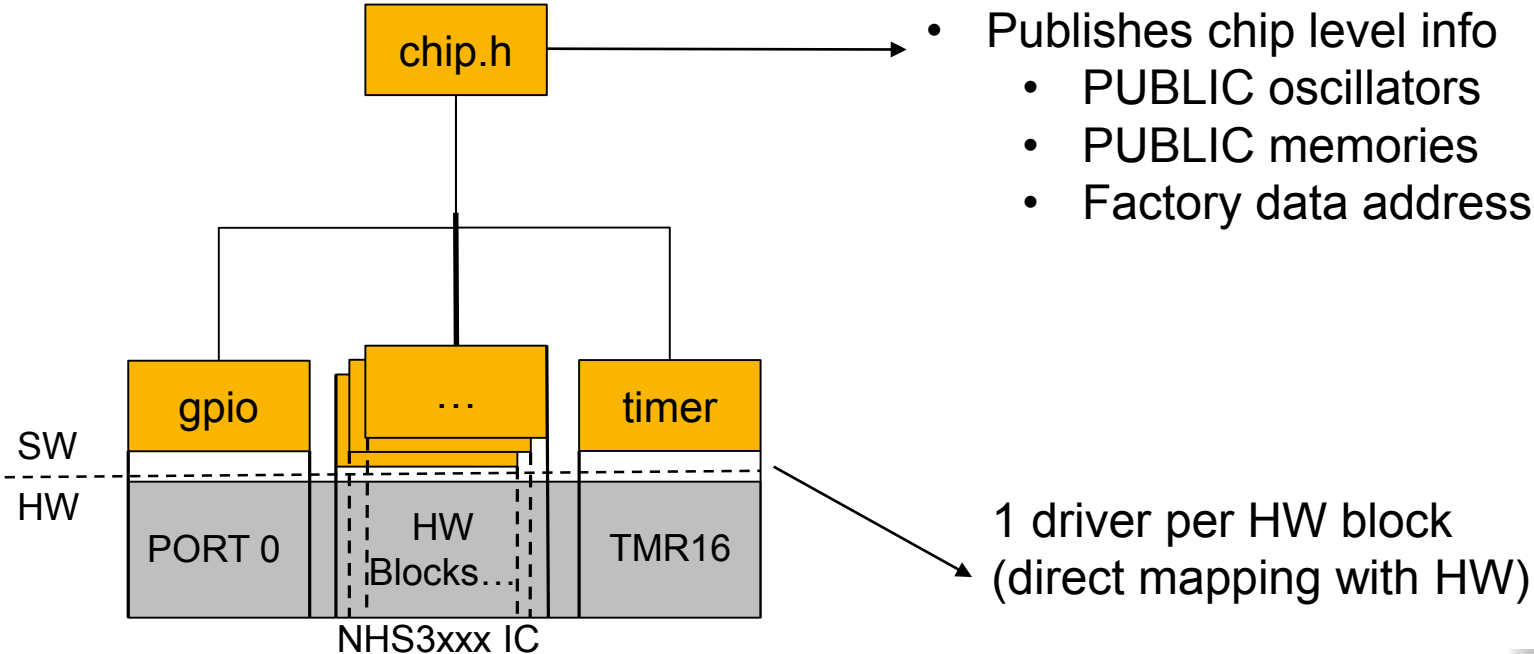 chip.h
• Publishes chip level info
• PUBLIC oscillators
• PUBLIC memories
• Factory data address
gpio
…
timer
SW
HW
PORT 0
HW
Blocks…
TMR16
NHS3xxx IC
1 driver per HW block
(direct mapping with HW)